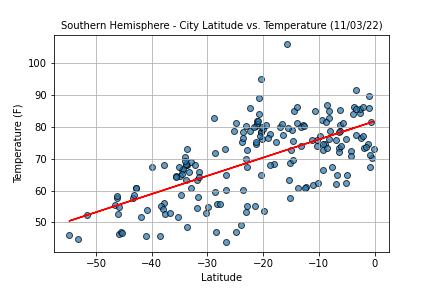 Southern Hemisphere - City Latitude vs. Temperature (11/03/22)
100
90
80
70
60
50
Temperature (F)
−50 −40 −30 −20 −10 0
Latitude